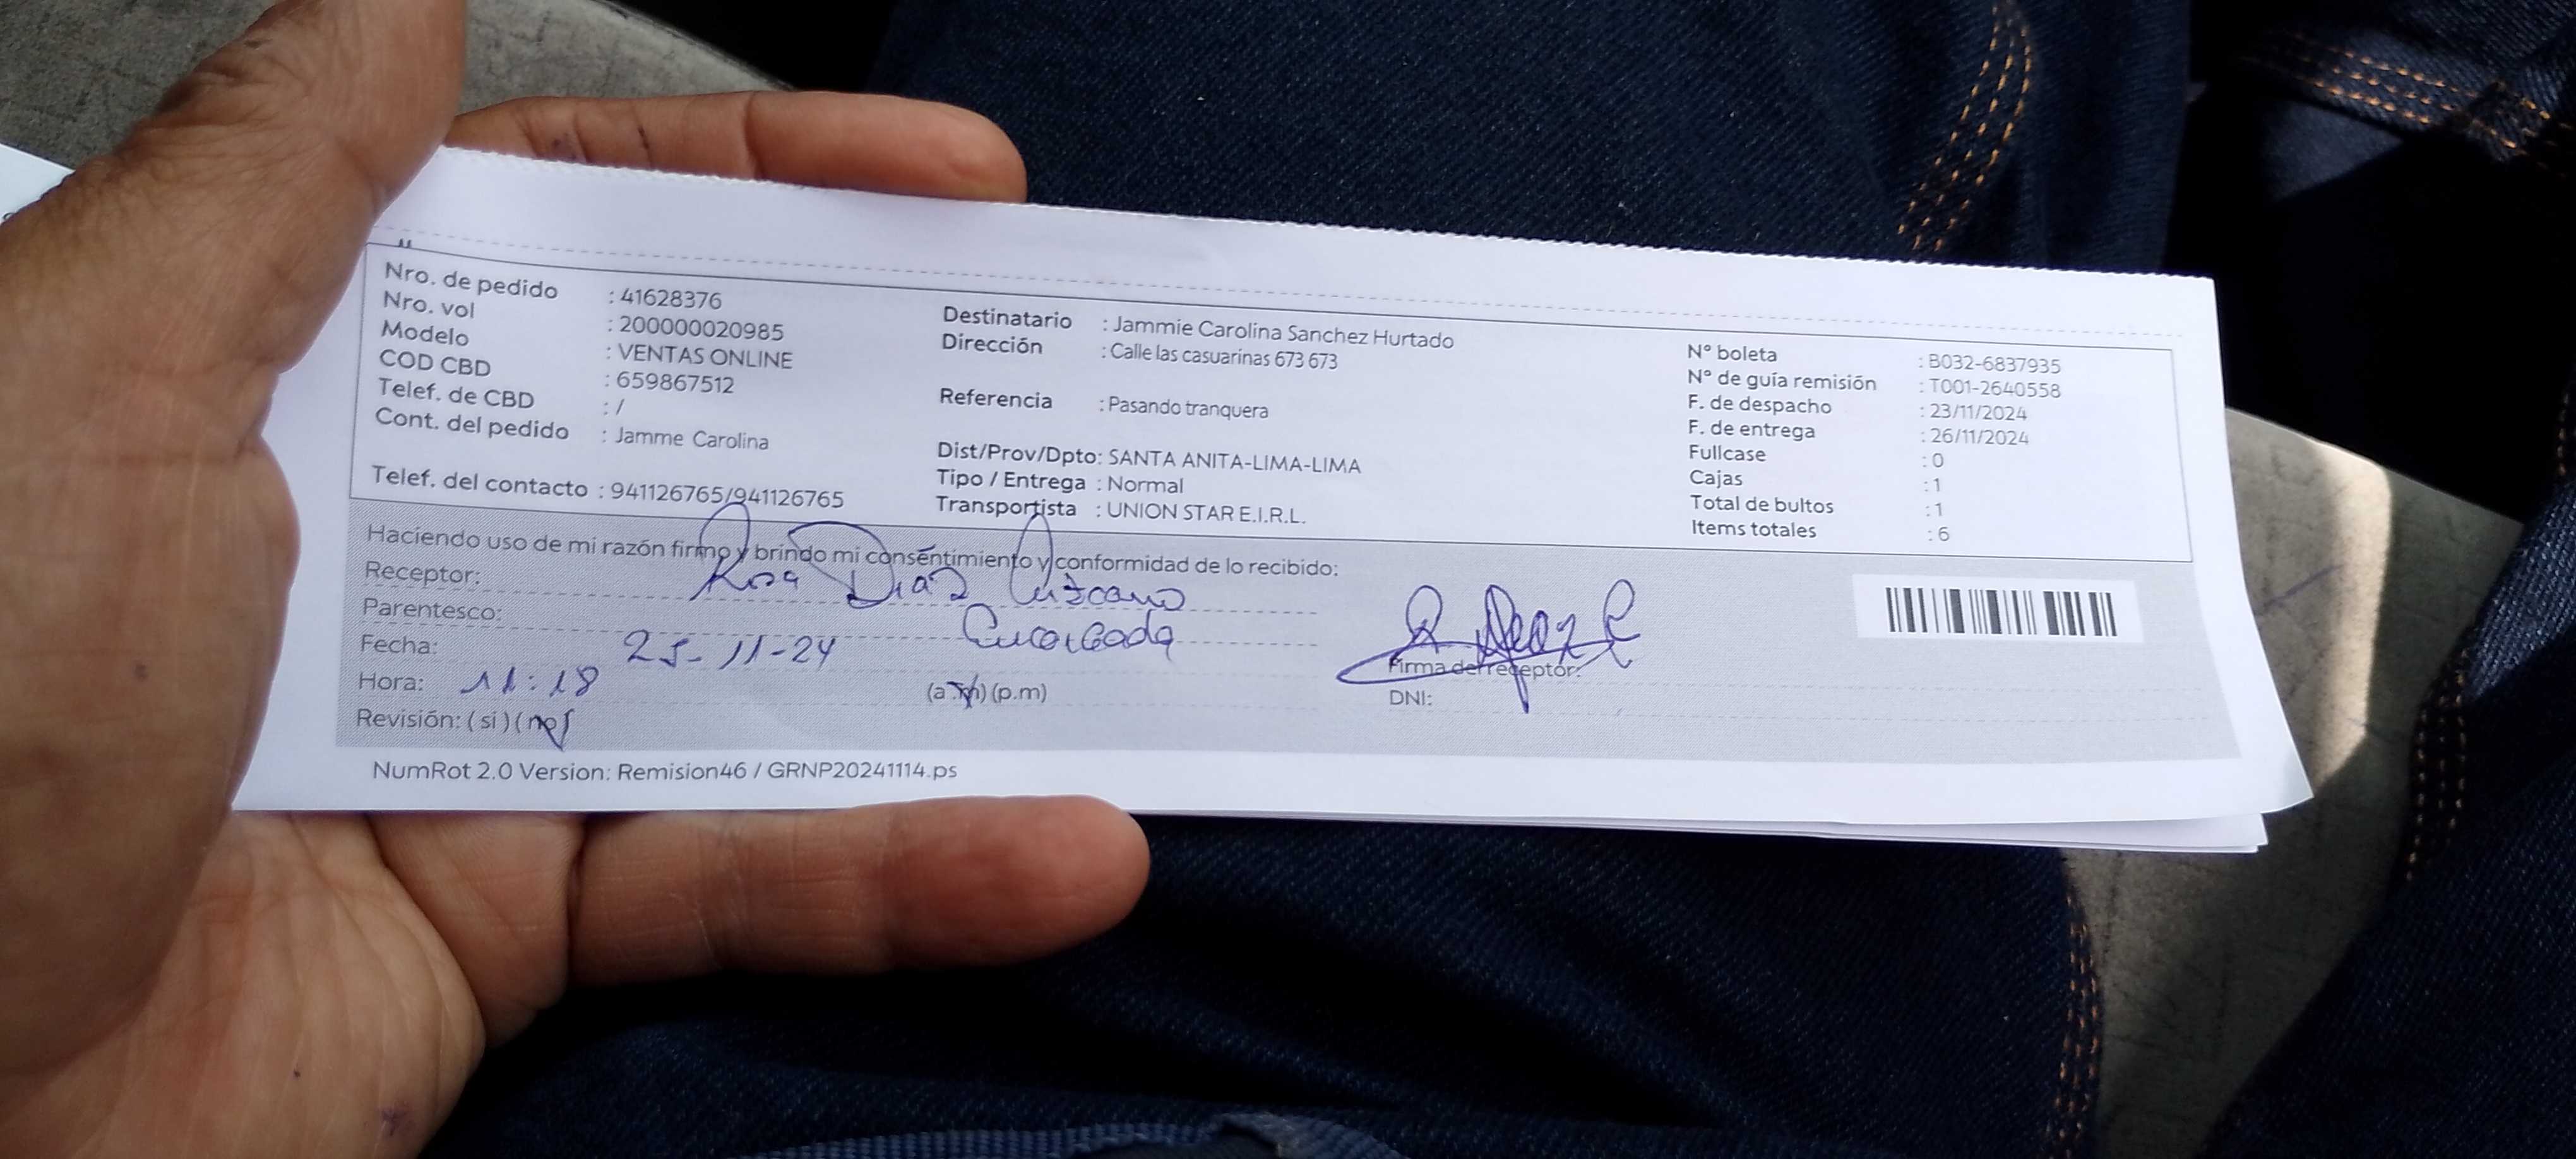 Nro. de pedido : 41628376
Nro. vol : 200000020985
Modelo : VENTAS ONLINE
COD CBD : 659867512
Telef. de CBD : /
Cont. del pedido : Jamme Carolina
Telef. del contacto : 941126765/941126765
Destinatario : Jammie Carolina Sanchez Hurtado
Dirección : Calle las casuarinas 673 673
Referencia : Pasando tranquera
Dist/Prov/Dpto: SANTA ANITA-LIMA-LIMA
Tipo / Entrega : Normal
Transportista : UNION STAR E.I.R.L.
N° boleta : B032-6837935
N° de guía remisión : T001-2640558
F. de despacho : 23/11/2024
F. de entrega : 26/11/2024
Fullcase : 0
Cajas : 1
Total de bultos : 1
Items totales : 6
Haciendo uso de mi razón firmo y brindo mi consentimiento y conformidad de lo recibido:
Receptor: Rosa Diaz
Parentesco: Encargada
Fecha: 25-11-24
Hora: 11:18 (a.m) (p.m)
Revisión: (si) (no)
Firma del receptor:
DNI:
NumRot 2.0 Version: Remision46 / GRNP20241114.ps